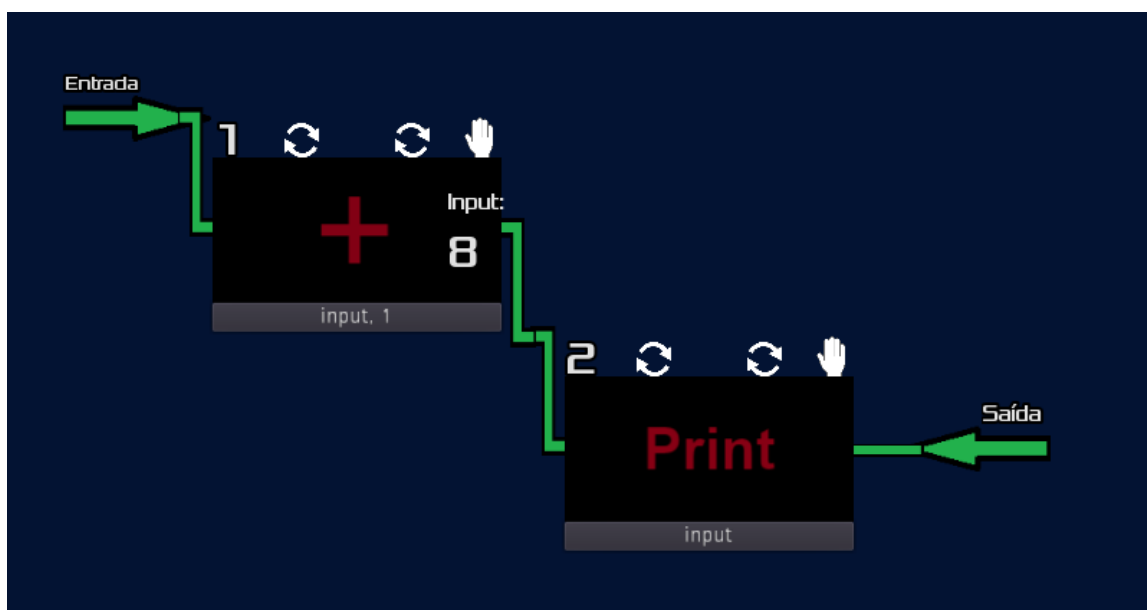 Entrada
1
+
Input:
8
input, 1
2
Print
input
Saída